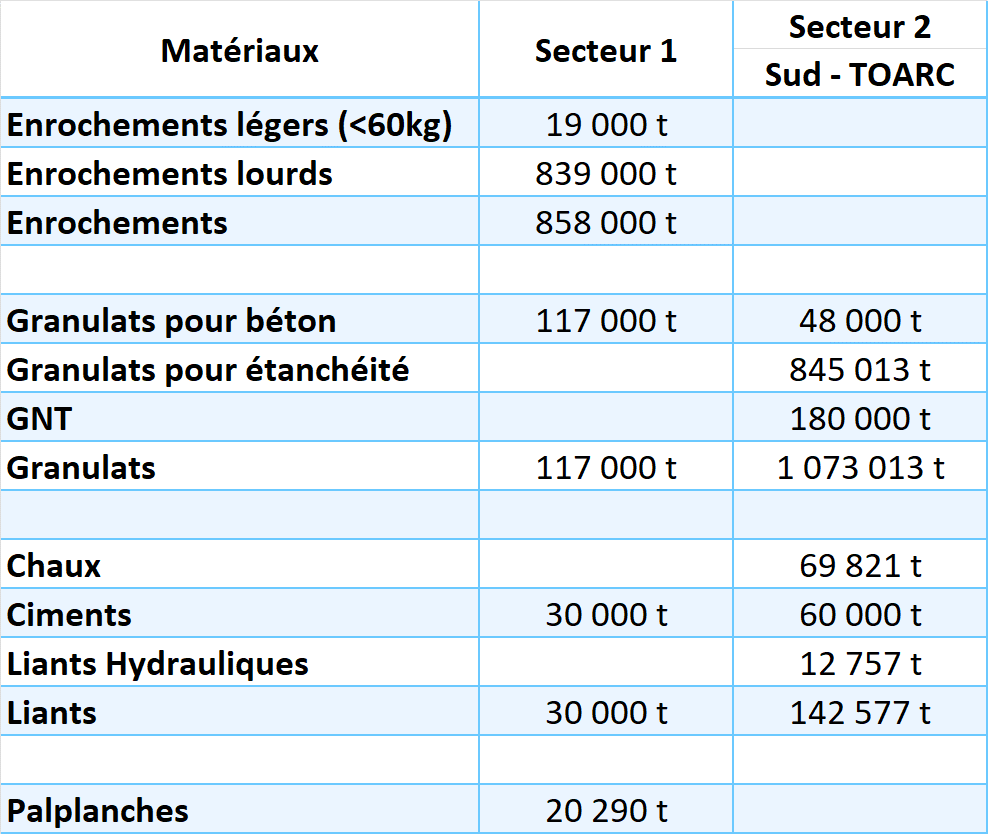 Matériaux Secteur 1 Secteur 2
Sud - TOARC
Enrochements légers (<60kg) 19 000 t
Enrochements lourds 839 000 t
Enrochements 858 000 t
Granulats pour béton 117 000 t 48 000 t
Granulats pour étanchéité 845 013 t
GNT 180 000 t
Granulats 117 000 t 1 073 013 t
Chaux 69 821 t
Ciments 30 000 t 60 000 t
Liants Hydrauliques 12 757 t
Liants 30 000 t 142 577 t
Palplanches 20 290 t